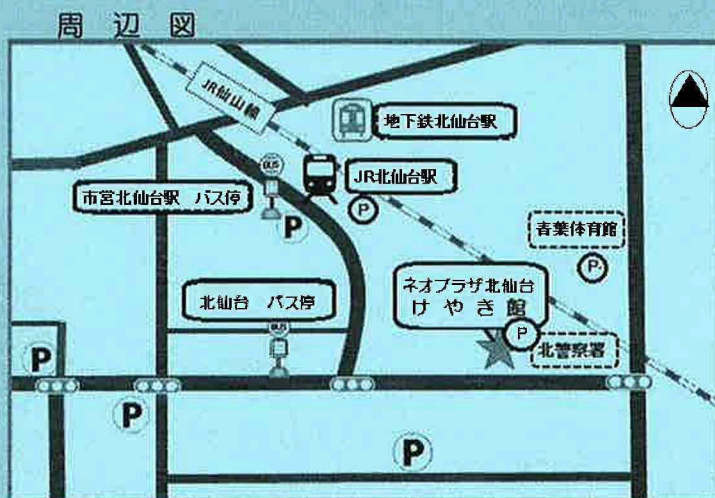 周辺図
JR仙山線
地下鉄北仙台駅
JR北仙台駅
BUS
市営北仙台駅 バス停
P
P
青葉体育館
P
ネオプラザ北仙台
けやき館
P
北仙台 バス停
BUS
北警察署
P
P
P